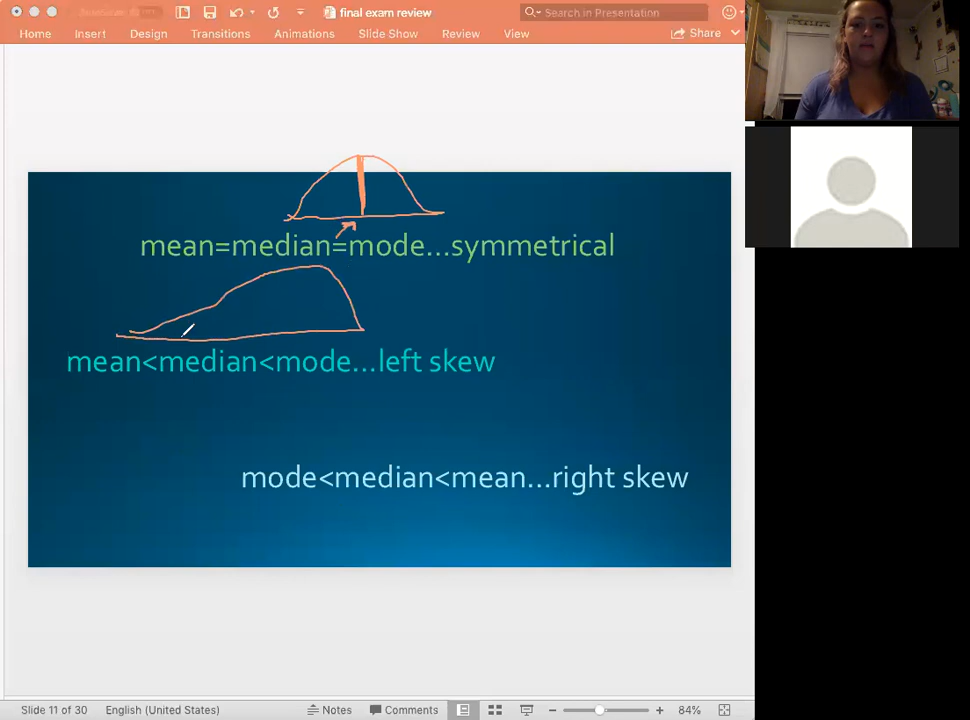 final exam review
Search in Presentation
Home Insert Design Transitions Animations Slide Show Review View Share
mean=median=mode...symmetrical
mean<median<mode...left skew
mode<median<mean...right skew
Slide 11 of 30 English (United States) Notes Comments 84%